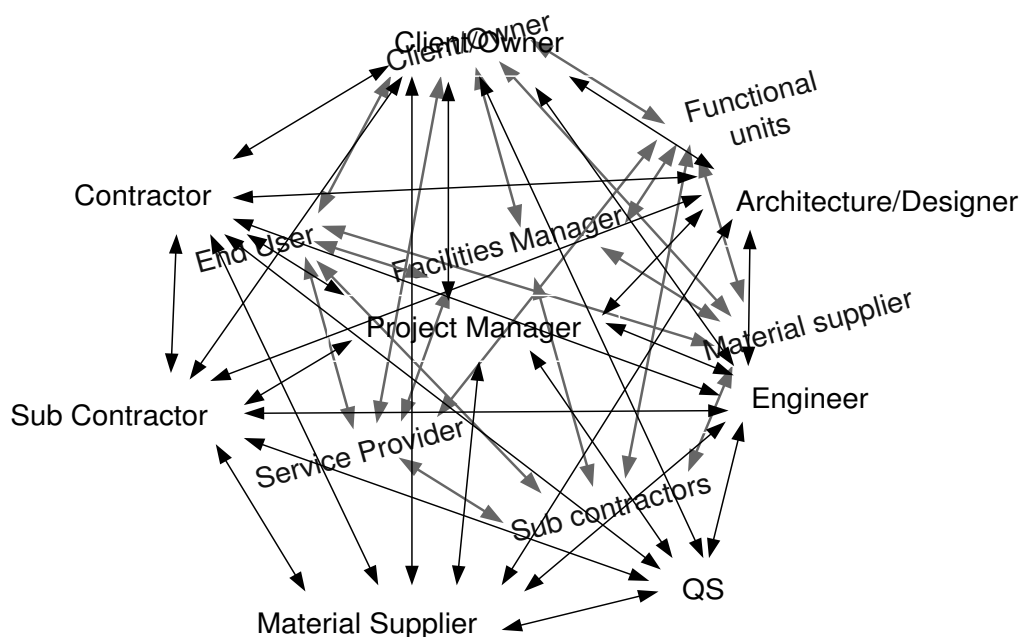 Client/Owner
Client/Owner
Functional
units
Contractor
Architecture/Designer
End User
Facilities Manager
Project Manager
Material supplier
Engineer
Sub Contractor
Service Provider
Sub contractors
QS
Material Supplier